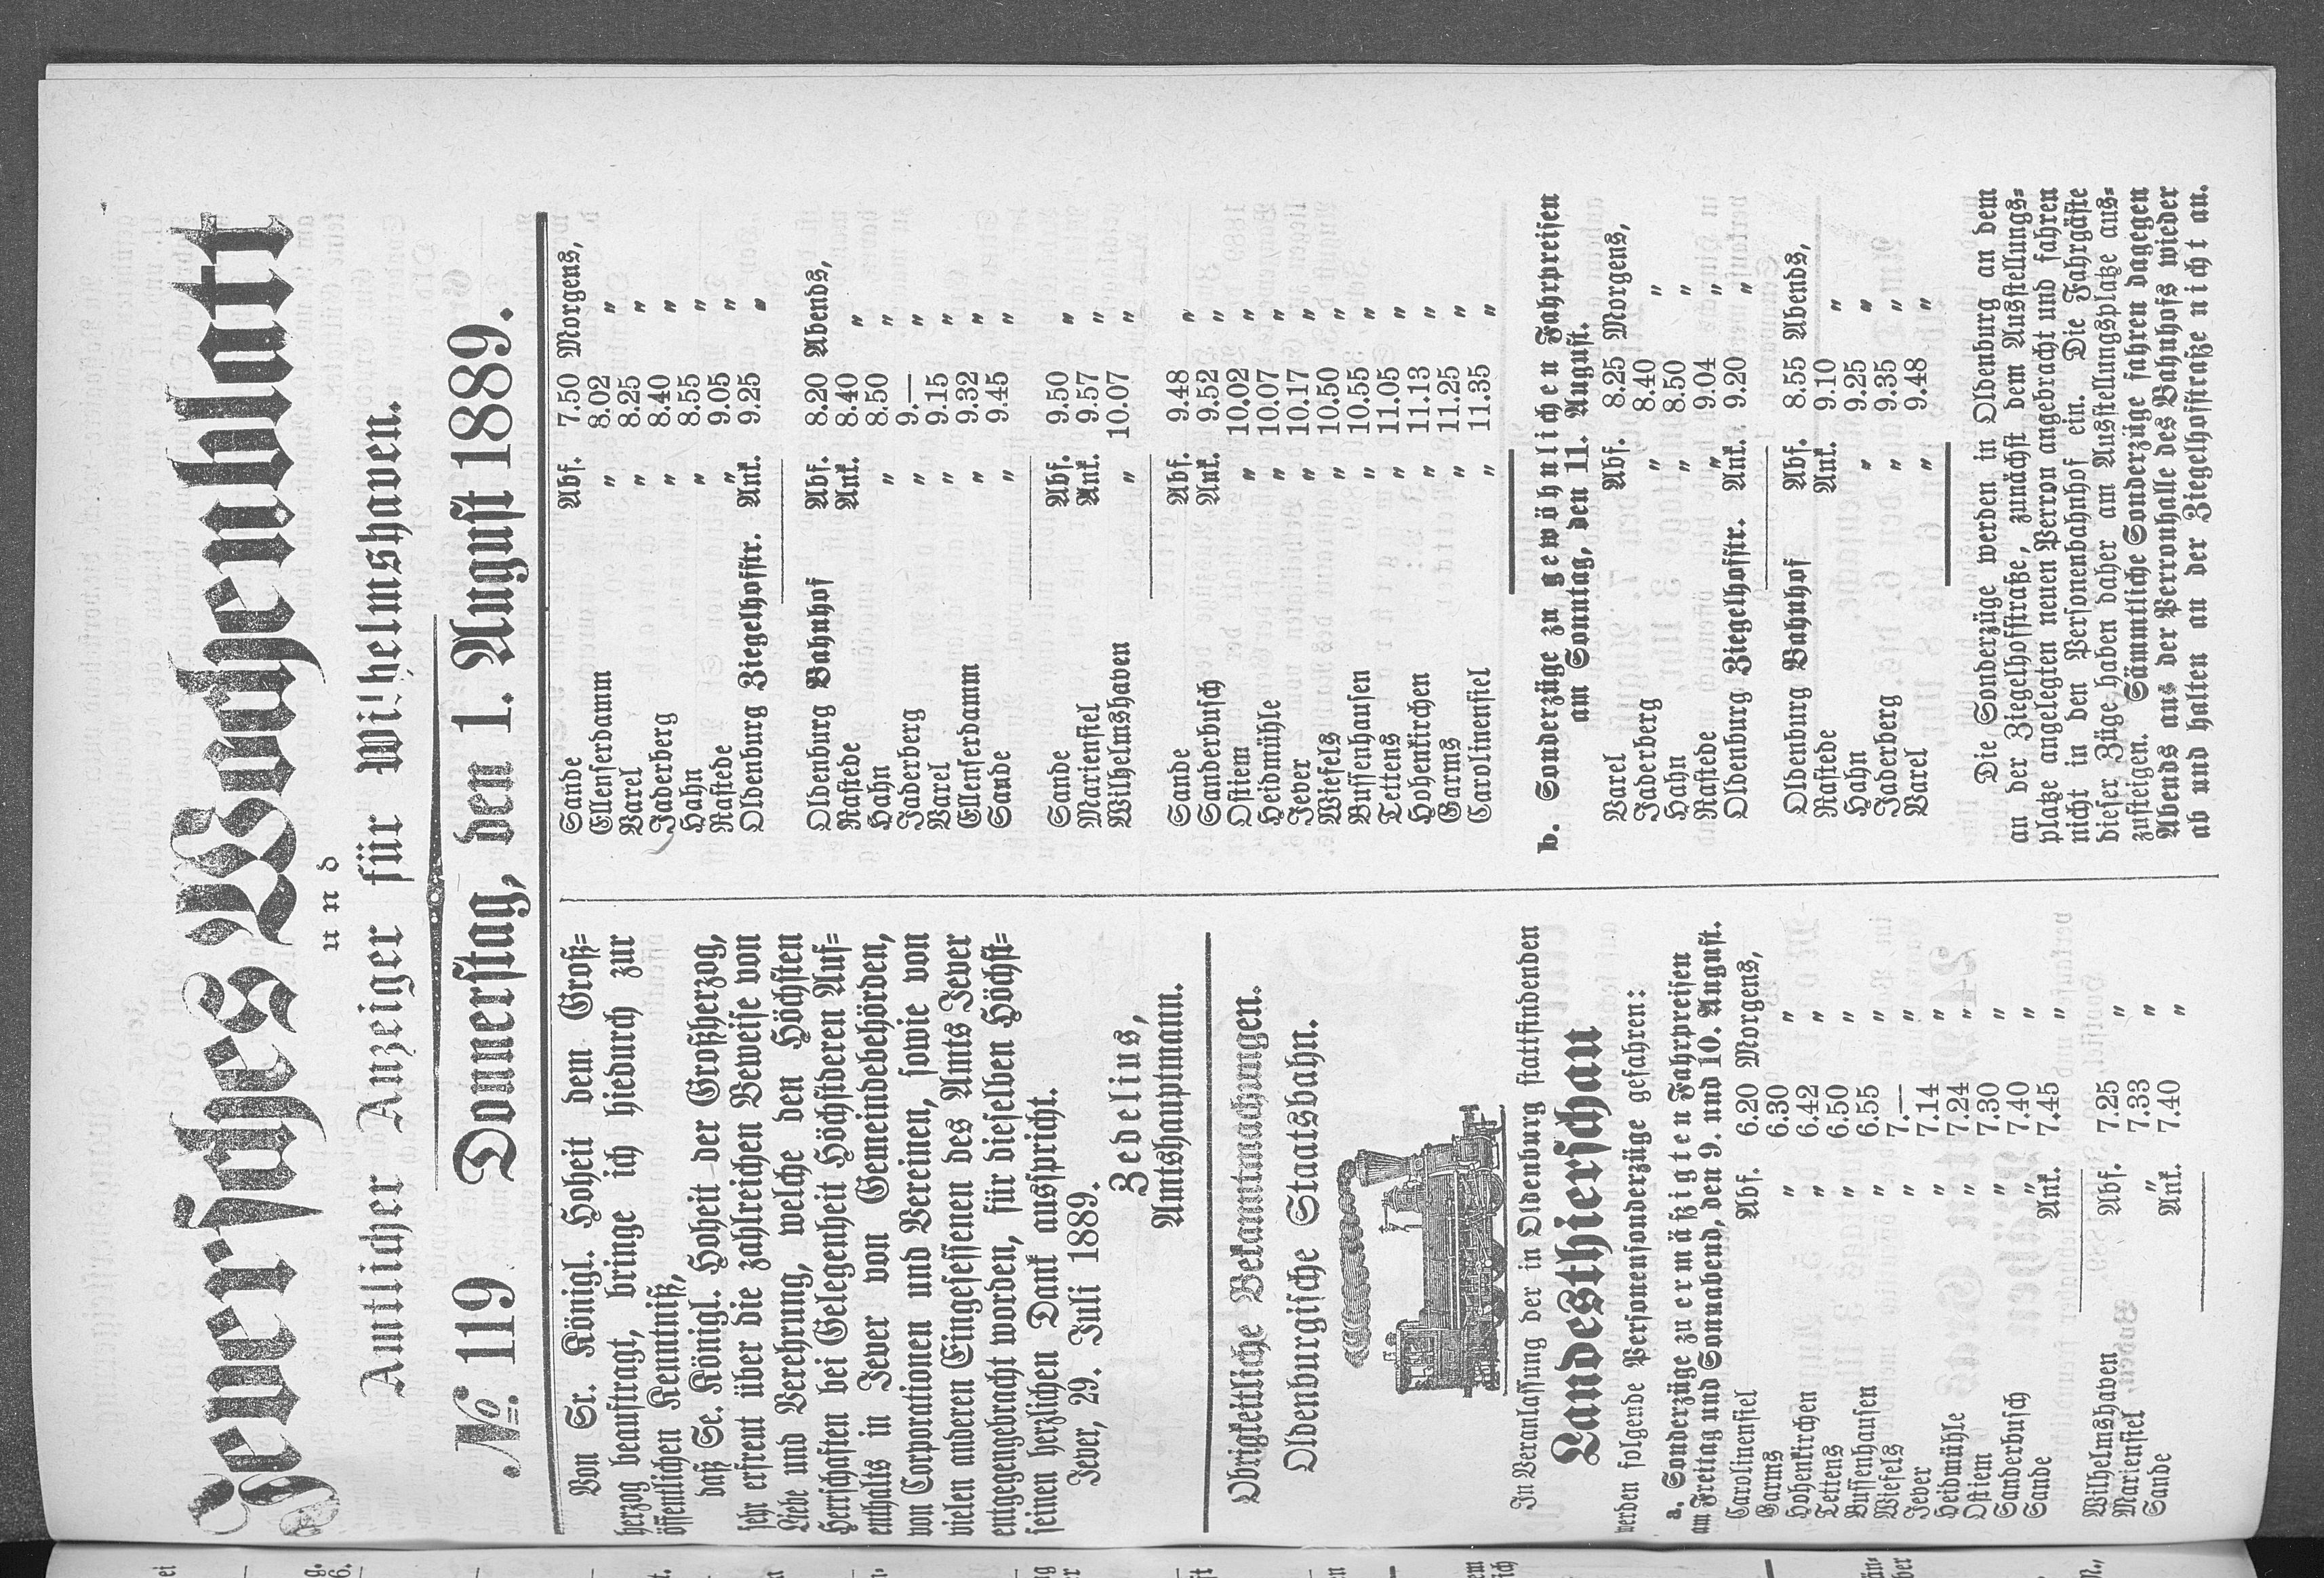 Jeversches Wochenblatt
und
Amtlicher Anzeiger für Wilhelmshaven.
No. 119 Donnerstag, den 1. August 1889.
Von Sr. Königl. Hoheit dem Groß=
herzog beauftragt, bringe ich hiedurch zur
öffentlichen Kenntniß,
daß Se. Königl. Hoheit der Großherzog,
sehr erfreut über die zahlreichen Beweise von
Liebe und Verehrung, welche den Höchsten
Herrschaften bei Gelegenheit Höchstderen Auf=
enthalts in Jever von Gemeindebehörden,
von Corporationen und Vereinen, sowie von
vielen anderen Eingesessenen des Amts Jever
entgegengebracht worden, für dieselben Höchst=
seinen herzlichen Dank ausspricht.
Jever, 29. Juli 1889.
Zedelius,
Amtshauptmann.
Obrigkeitliche Bekanntmachungen.
Oldenburgische Staatsbahn.
In Veranlassung der in Oldenburg stattfindenden
Landesthierschau
werden folgende Personensonderzüge gefahren:
a. Sonderzüge zu ermäßigten Fahrpreisen
am Freitag und Sonnabend, den 9. und 10. August.
Carolinensiel Abf. 6.20 Morgens,
Garms " 6.30 "
Hohenkirchen " 6.42 "
Tettens " 6.50 "
Bussenhausen " 6.55 "
Wiefels " 7.— "
Jever " 7.14 "
Heidmühle " 7.24 "
Ostiem " 7.30 "
Sanderbusch " 7.40 "
Sande Ank. 7.45 "
Wilhelmshaven Abf. 7.25 "
Mariensiel " 7.33 "
Sande Ank. 7.40 "
Sande Abf. 7.50 Morgens,
Ellenserdamm " 8.02 "
Varel " 8.25 "
Jaderberg " 8.40 "
Hahn " 8.55 "
Rastede " 9.05 "
Oldenburg Ziegelhofstr. Ank. 9.25 "
Oldenburg Bahnhof Abf. 8.20 Abends,
Rastede Ank. 8.40 "
Hahn " 8.50 "
Jaderberg " 9.— "
Varel " 9.15 "
Ellenserdamm " 9.32 "
Sande " 9.45 "
Sande Abf. 9.50 "
Mariensiel Ank. 9.57 "
Wilhelmshaven " 10.07 "
Sande Abf. 9.48 "
Sanderbusch Ank. 9.52 "
Ostiem " 10.02 "
Heidmühle " 10.07 "
Jever " 10.17 "
Wiefels " 10.50 "
Bussenhausen " 10.55 "
Tettens " 11.05 "
Hohenkirchen " 11.13 "
Garms " 11.25 "
Carolinensiel " 11.35 "
b. Sonderzüge zu gewöhnlichen Fahrpreisen
am Sonntag, den 11. August.
Varel Abf. 8.25 Morgens,
Jaderberg " 8.40 "
Hahn " 8.50 "
Rastede " 9.04 "
Oldenburg Ziegelhofstr. Ank. 9.20 "
Oldenburg Bahnhof Abf. 8.55 Abends,
Rastede Ank. 9.10 "
Hahn " 9.25 "
Jaderberg " 9.35 "
Varel " 9.48 "
Die Sonderzüge werden in Oldenburg an dem
an der Ziegelhofstraße, zunächst dem Ausstellungs=
platze angelegten neuen Perron angebracht und fahren
nicht in den Personenbahnhof ein. Die Fahrgäste
dieser Züge haben daher am Ausstellungsplatze aus=
zusteigen. Sämmtliche Sonderzüge fahren dagegen
Abends aus der Perronhalle des Bahnhofs wieder
ab und halten an der Ziegelhofstraße nicht an.